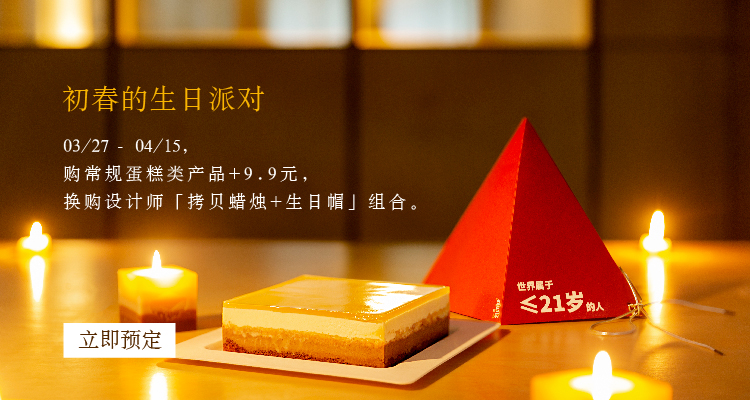 初春的生日派对
03/27 - 04/15，
购常规蛋糕类产品+9.9元，
换购设计师「拷贝蜡烛+生日帽」组合。
世界属于
≤21岁的人
立即预定